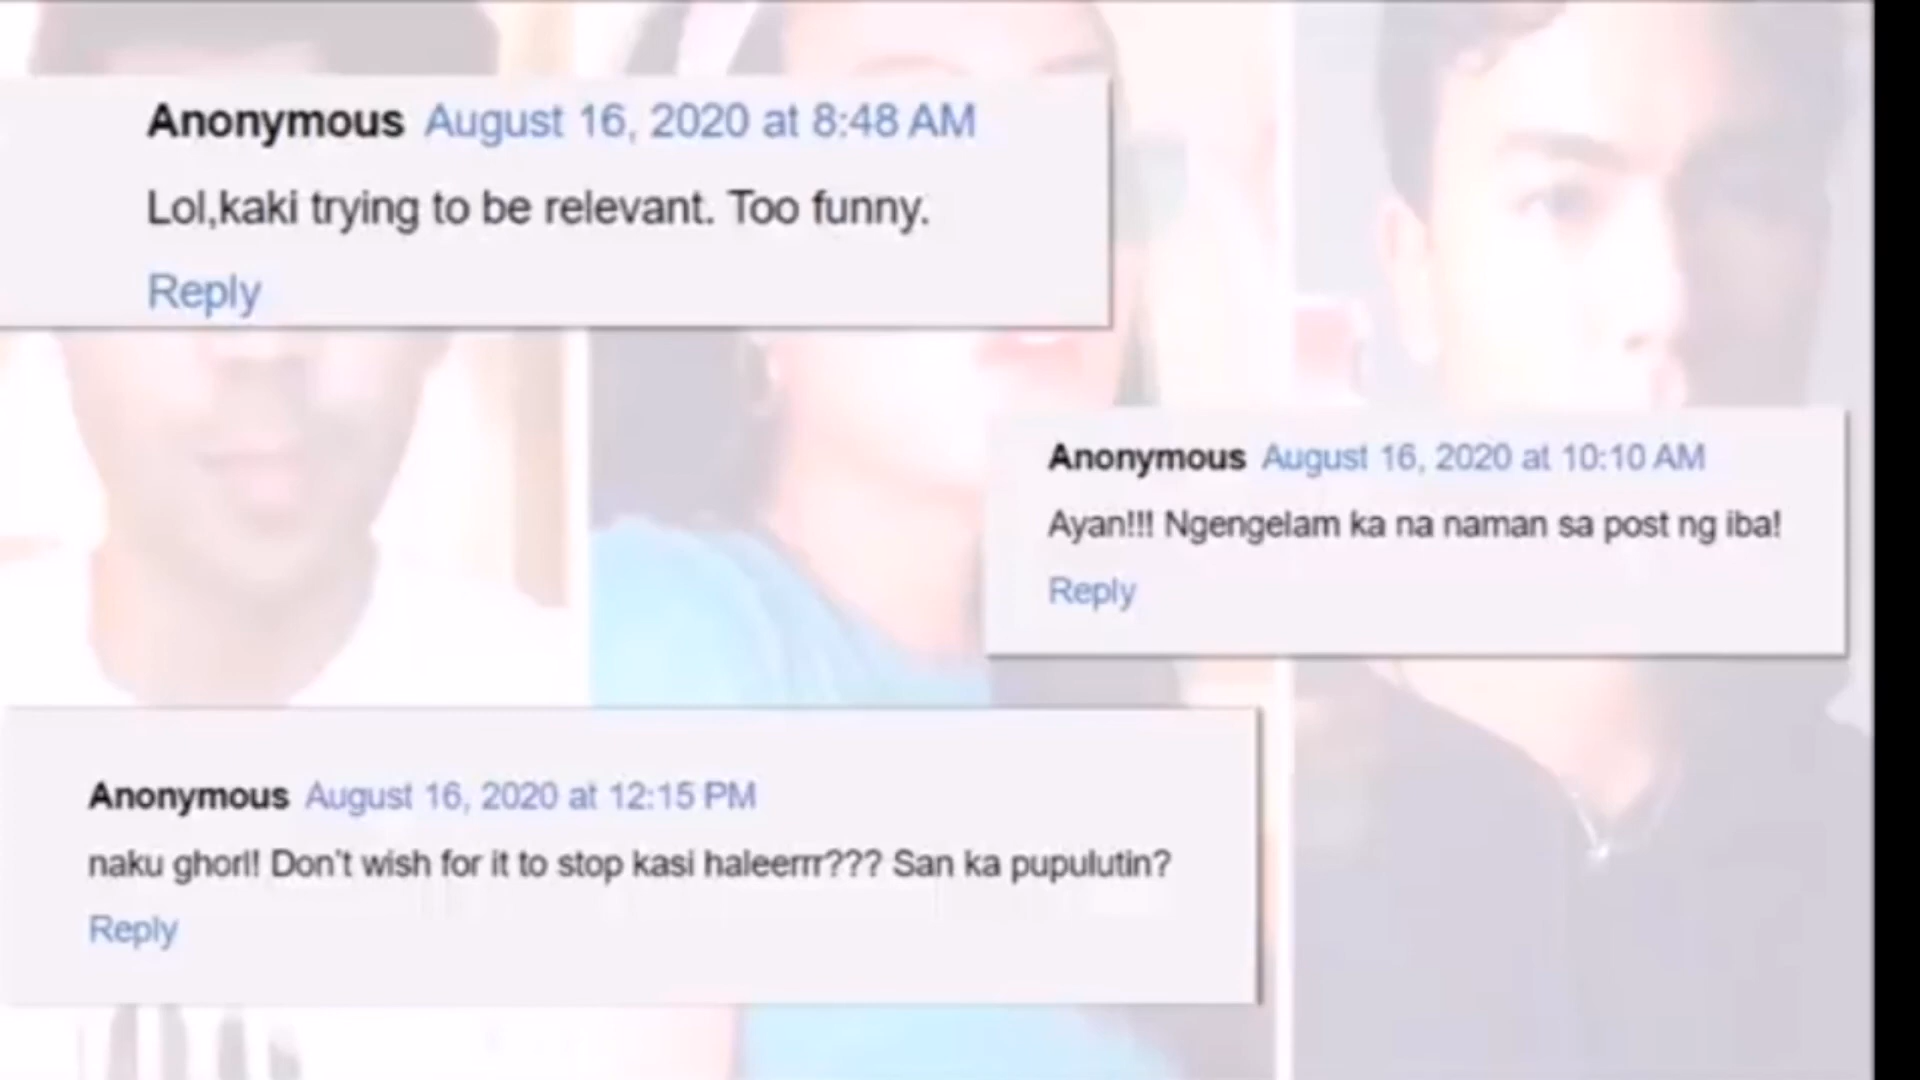 Anonymous August 16, 2020 at 8:48 AM
Lol,kaki trying to be relevant. Too funny.
Reply
Anonymous August 16, 2020 at 10:10 AM
Ayan!!! Ngengelam ka na naman sa post ng iba!
Reply
Anonymous August 16, 2020 at 12:15 PM
naku ghorl! Don't wish for it to stop kasi haleerrr??? San ka pupulutin?
Reply